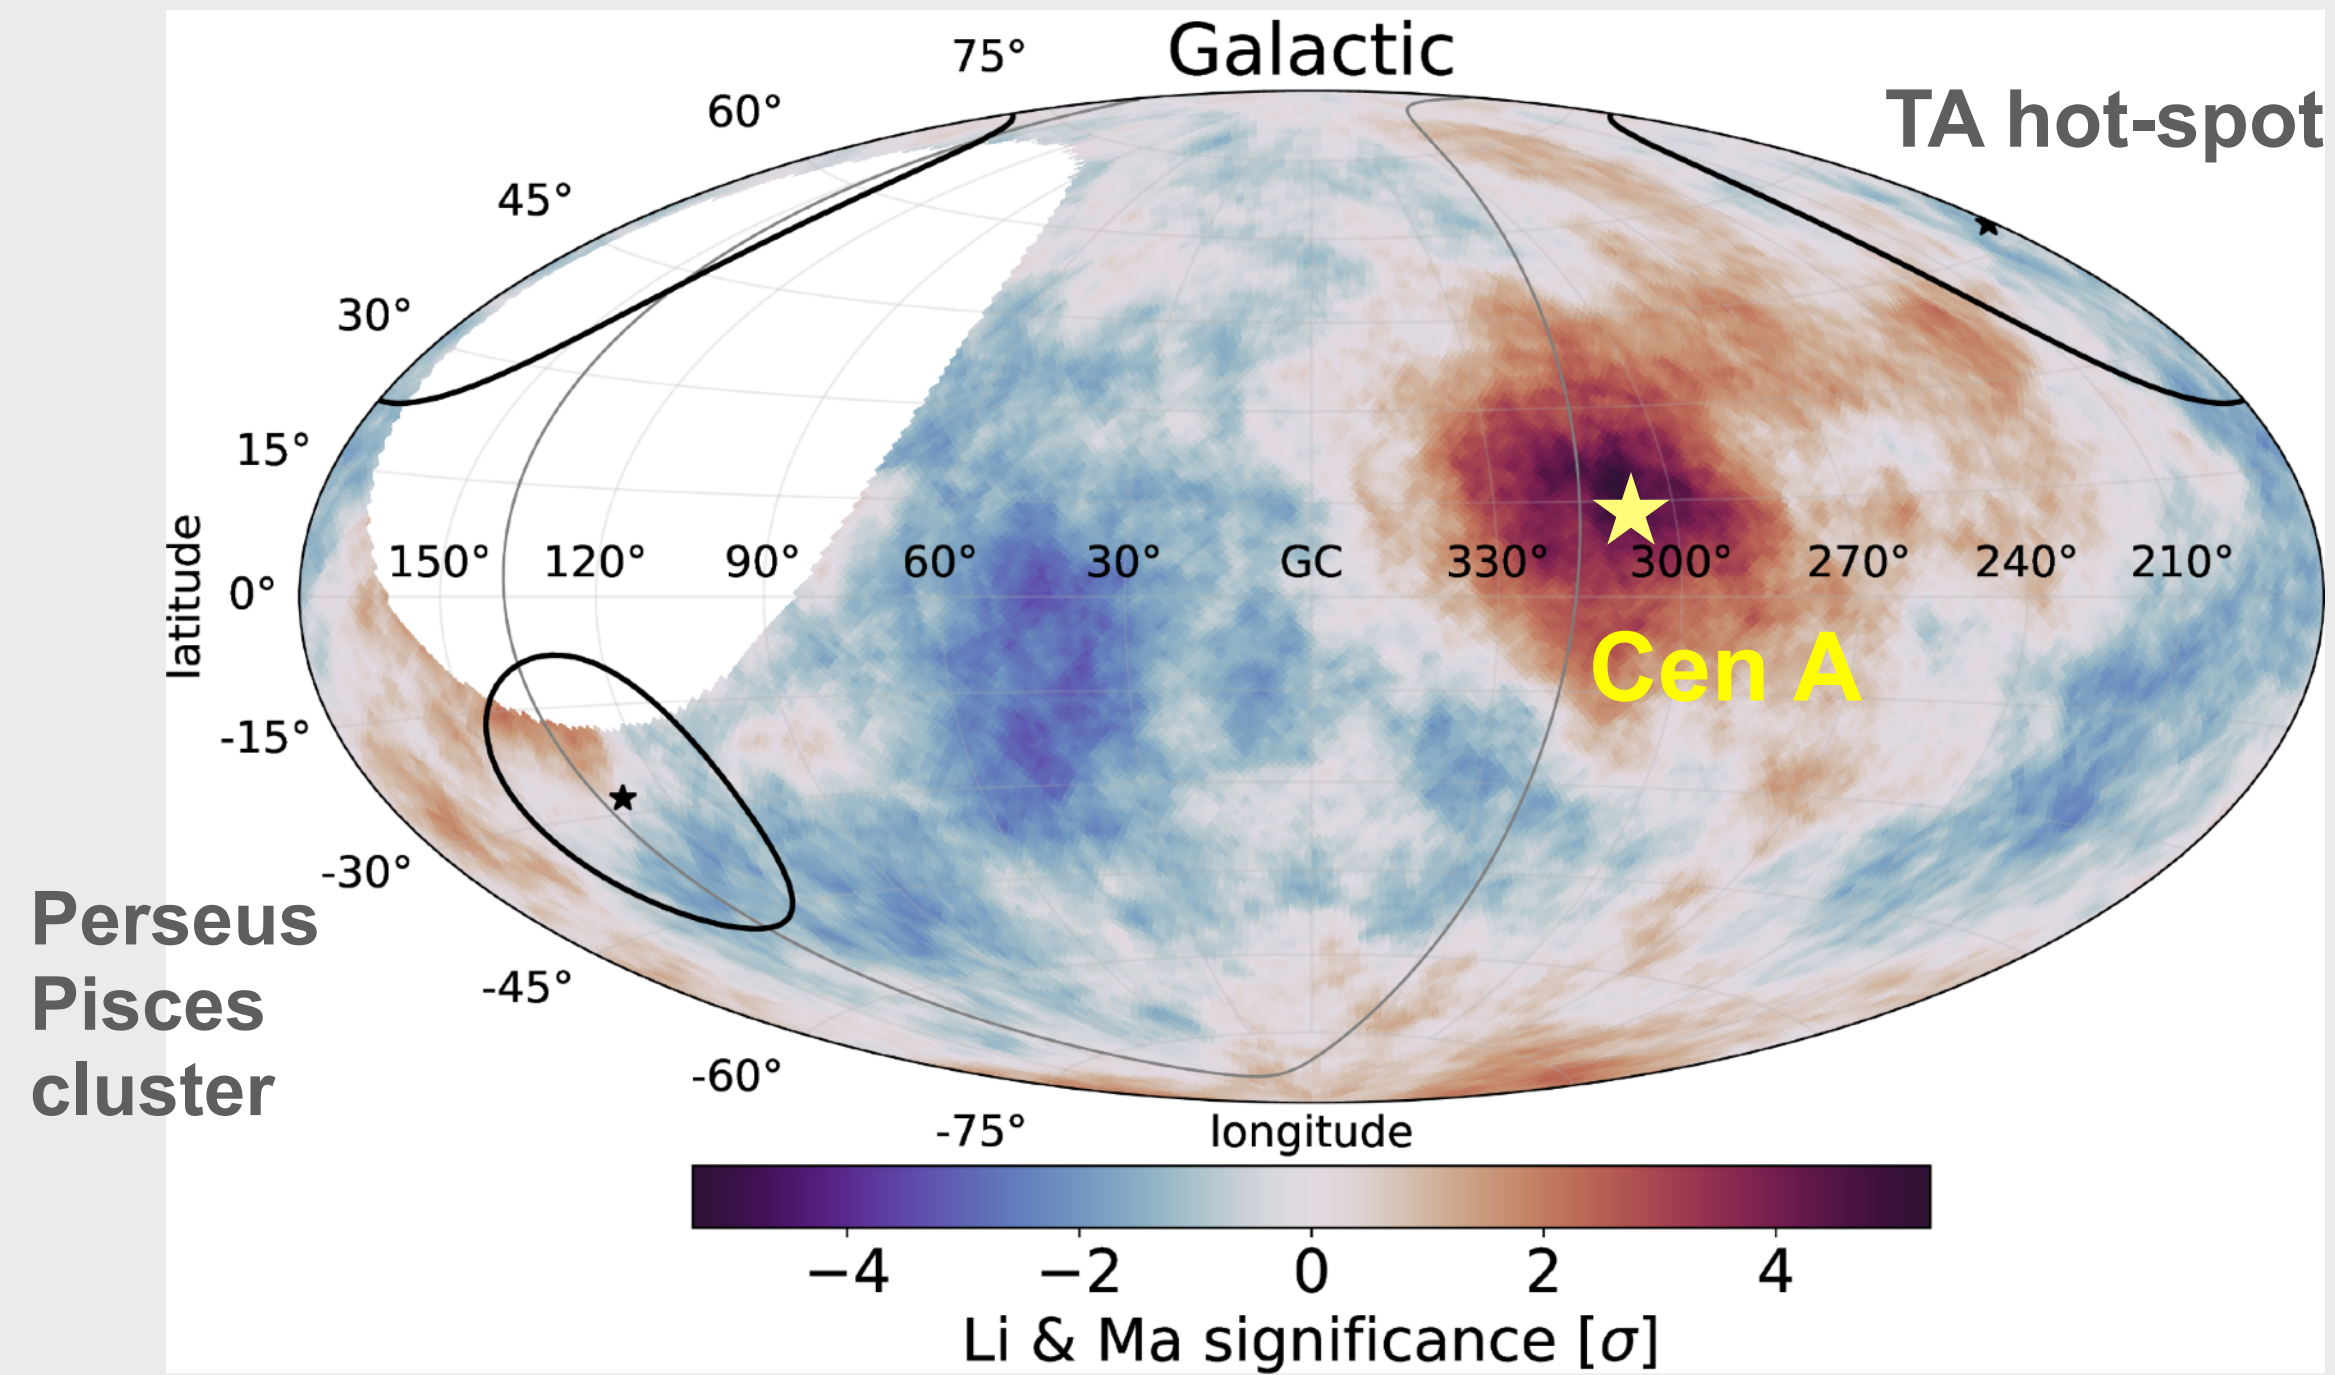 Galactic
TA hot-spot
75°
60°
45°
30°
15°
0°
-15°
-30°
-45°
-60°
-75°
latitude
150° 120° 90° 60° 30° GC 330° 300° 270° 240° 210°
Cen A
Perseus
Pisces
cluster
longitude
−4 −2 0 2 4
Li & Ma significance [σ]